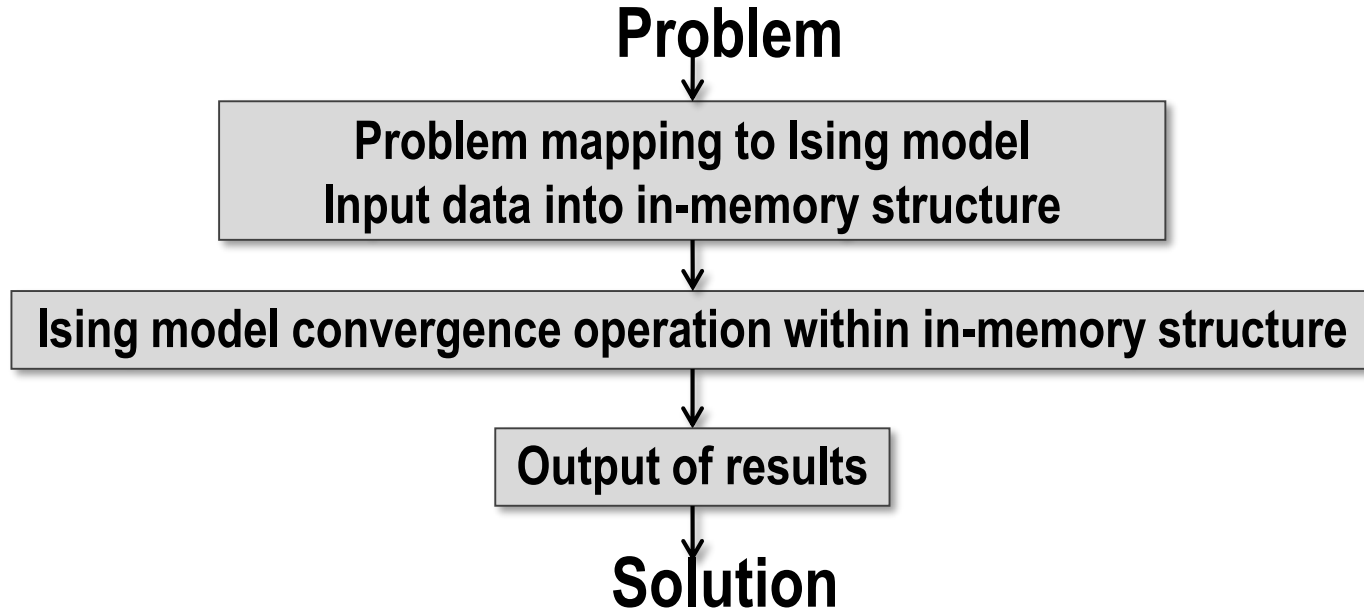 Problem
Problem mapping to Ising model
Input data into in-memory structure
Ising model convergence operation within in-memory structure
Output of results
Solution